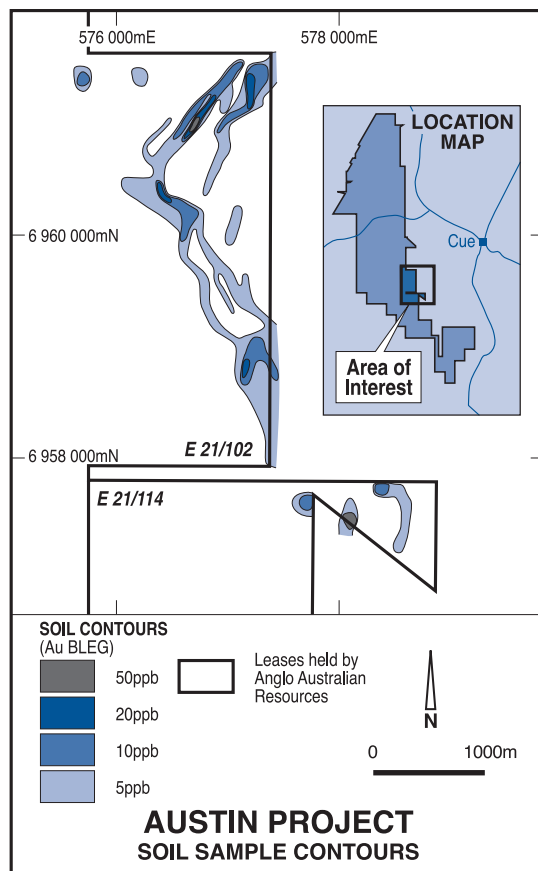 576 000mE
578 000mE
LOCATION
MAP
6 960 000mN
Cue
Area of
Interest
6 958 000mN
E 21/102
E 21/114
SOIL CONTOURS
(Au BLEG)
50ppb
20ppb
10ppb
5ppb
Leases held by
Anglo Australian
Resources
N
0
1000m
AUSTIN PROJECT
SOIL SAMPLE CONTOURS